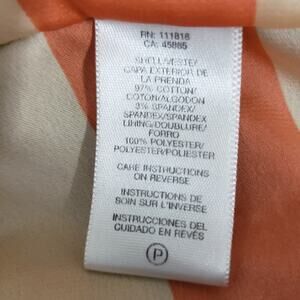 RN: 111818
CA: 45885
SHELL/VESTE/
CAPA EXTERIOR DE
LA PRENDA
97% COTTON/
COTON/ALGODON
3% SPANDEX/
SPANDEX/SPANDEX
LINING/DOUBLURE/
FORRO
100% POLYESTER/
POLYESTER/POLIESTER
CARE INSTRUCTIONS
ON REVERSE
INSTRUCTIONS DE
SOIN SUR L'INVERSE
INSTRUCCIONES DEL
CUIDADO EN REVÉS
P